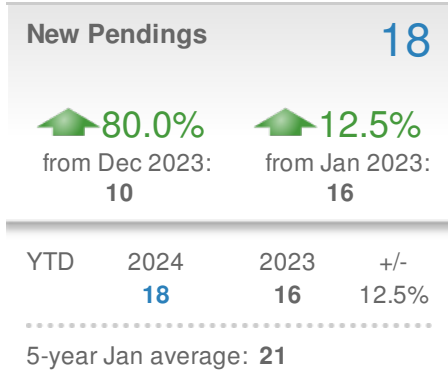 New Pendings 18
80.0% 12.5%
from Dec 2023: from Jan 2023:
10 16
YTD 2024 2023 +/-
18 16 12.5%
5-year Jan average: 21